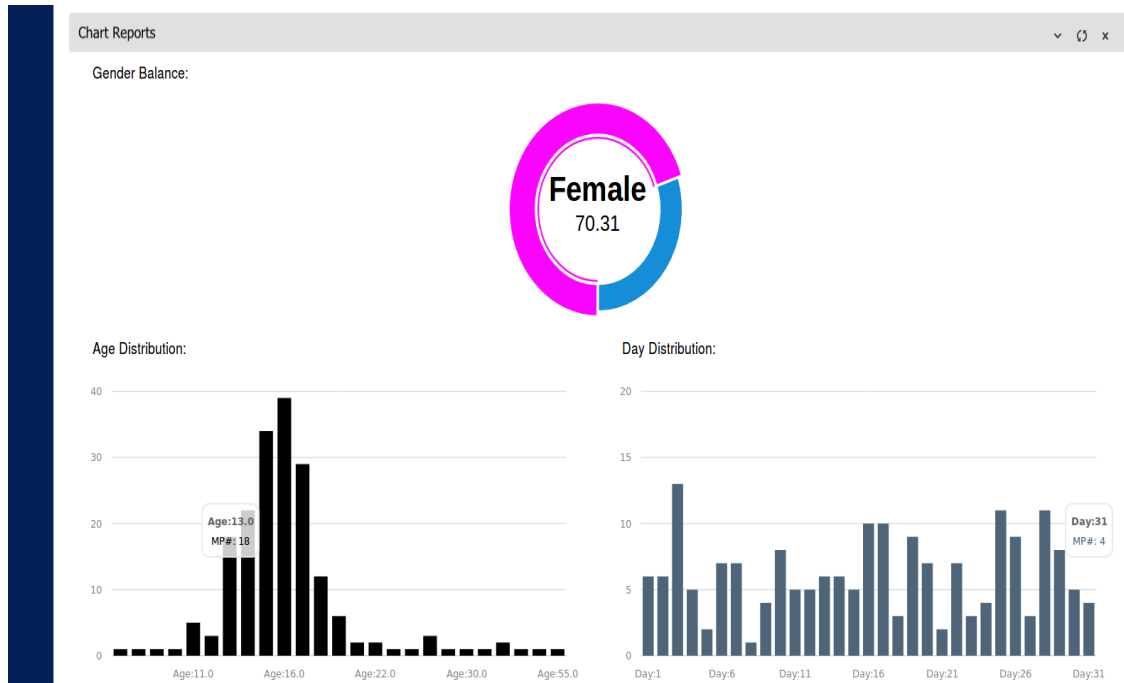 Chart Reports
x
Gender Balance:
Female
70.31
Age Distribution:
40
30
20
10
0
Age:13.0
MP#: 18
Age:11.0
Age:16.0
Age:22.0
Age:30.0
Age:55.0
Day Distribution:
20
15
10
5
0
Day:31
MP#: 4
Day:1
Day:6
Day:11
Day:16
Day:21
Day:26
Day:31